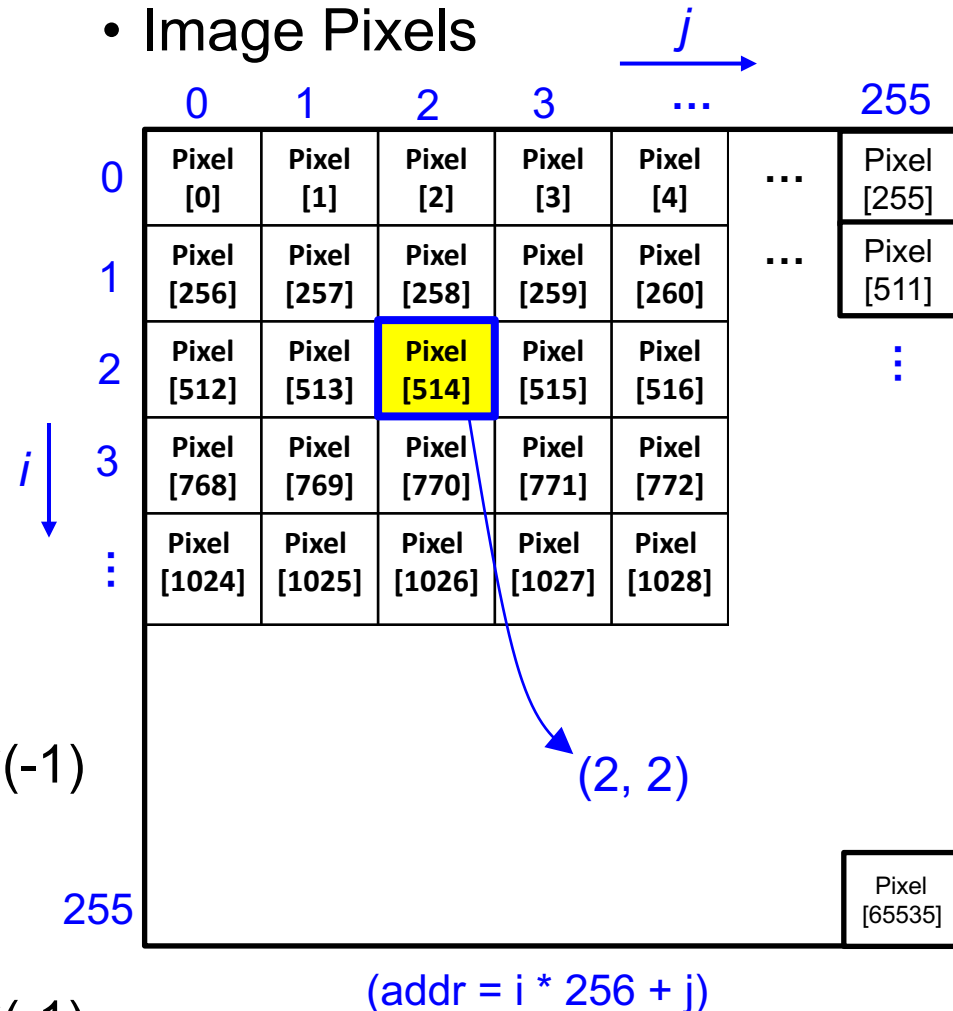 • Image Pixels
j
0 1 2 3 ... 255
0 Pixel [0] Pixel [1] Pixel [2] Pixel [3] Pixel [4] ... Pixel [255]
1 Pixel [256] Pixel [257] Pixel [258] Pixel [259] Pixel [260] ... Pixel [511]
2 Pixel [512] Pixel [513] Pixel [514] Pixel [515] Pixel [516] ⋮
i 3 Pixel [768] Pixel [769] Pixel [770] Pixel [771] Pixel [772]
⋮ Pixel [1024] Pixel [1025] Pixel [1026] Pixel [1027] Pixel [1028]
(-1) (2, 2)
255 Pixel [65535]
(addr = i * 256 + j)
(-1)